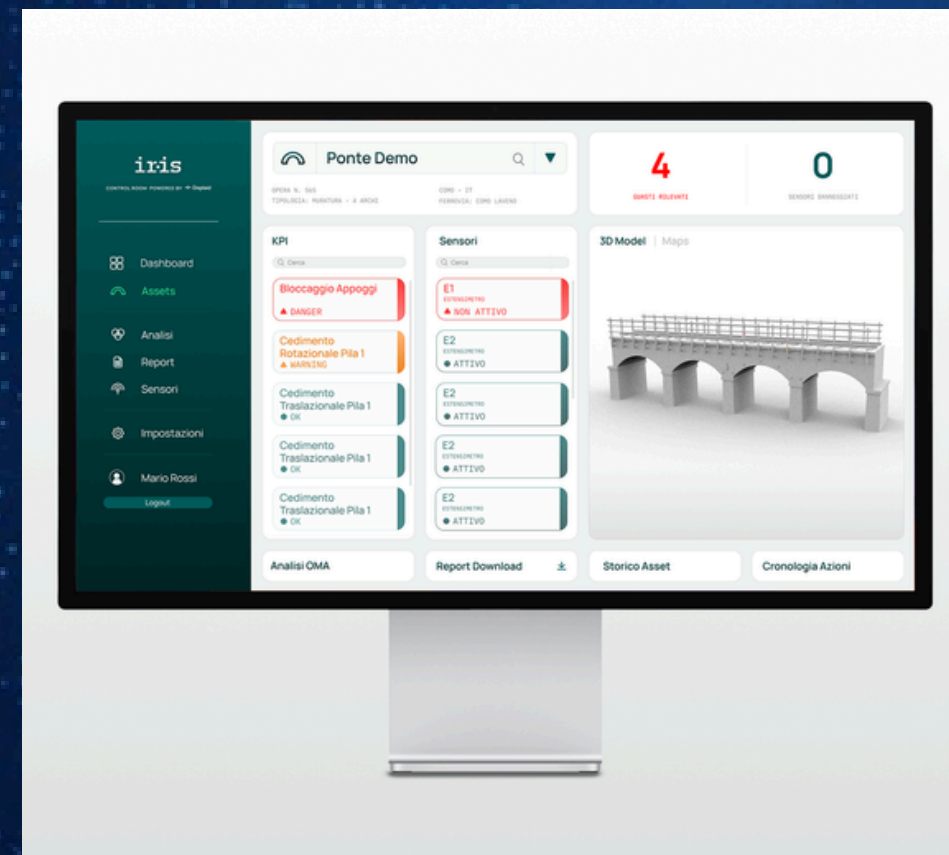 iris
CONTROL ROOM POWERED BY
Dashboard
Assets
Analisi
Report
Sensori
Impostazioni
Mario Rossi
Logout
Ponte Demo
OPERA N. 565
TIPOLOGIA: MURATURA - 4 ARCHI
COMO - IT
FERROVIA: COMO LAVENO
4
GUASTI RILEVATI
0
SENSORI DANNEGGIATI
KPI
Cerca
Bloccaggio Appoggi
DANGER
Cedimento
Rotazionale Pila 1
WARNING
Cedimento
Traslazionale Pila 1
OK
Cedimento
Traslazionale Pila 1
OK
Cedimento
Traslazionale Pila 1
OK
Sensori
Cerca
E1
ESTENSIMETRO
NON ATTIVO
E2
ESTENSIMETRO
ATTIVO
E2
ESTENSIMETRO
ATTIVO
E2
ESTENSIMETRO
ATTIVO
E2
ESTENSIMETRO
ATTIVO
3D Model | Maps
Analisi OMA
Report Download
Storico Asset
Cronologia Azioni